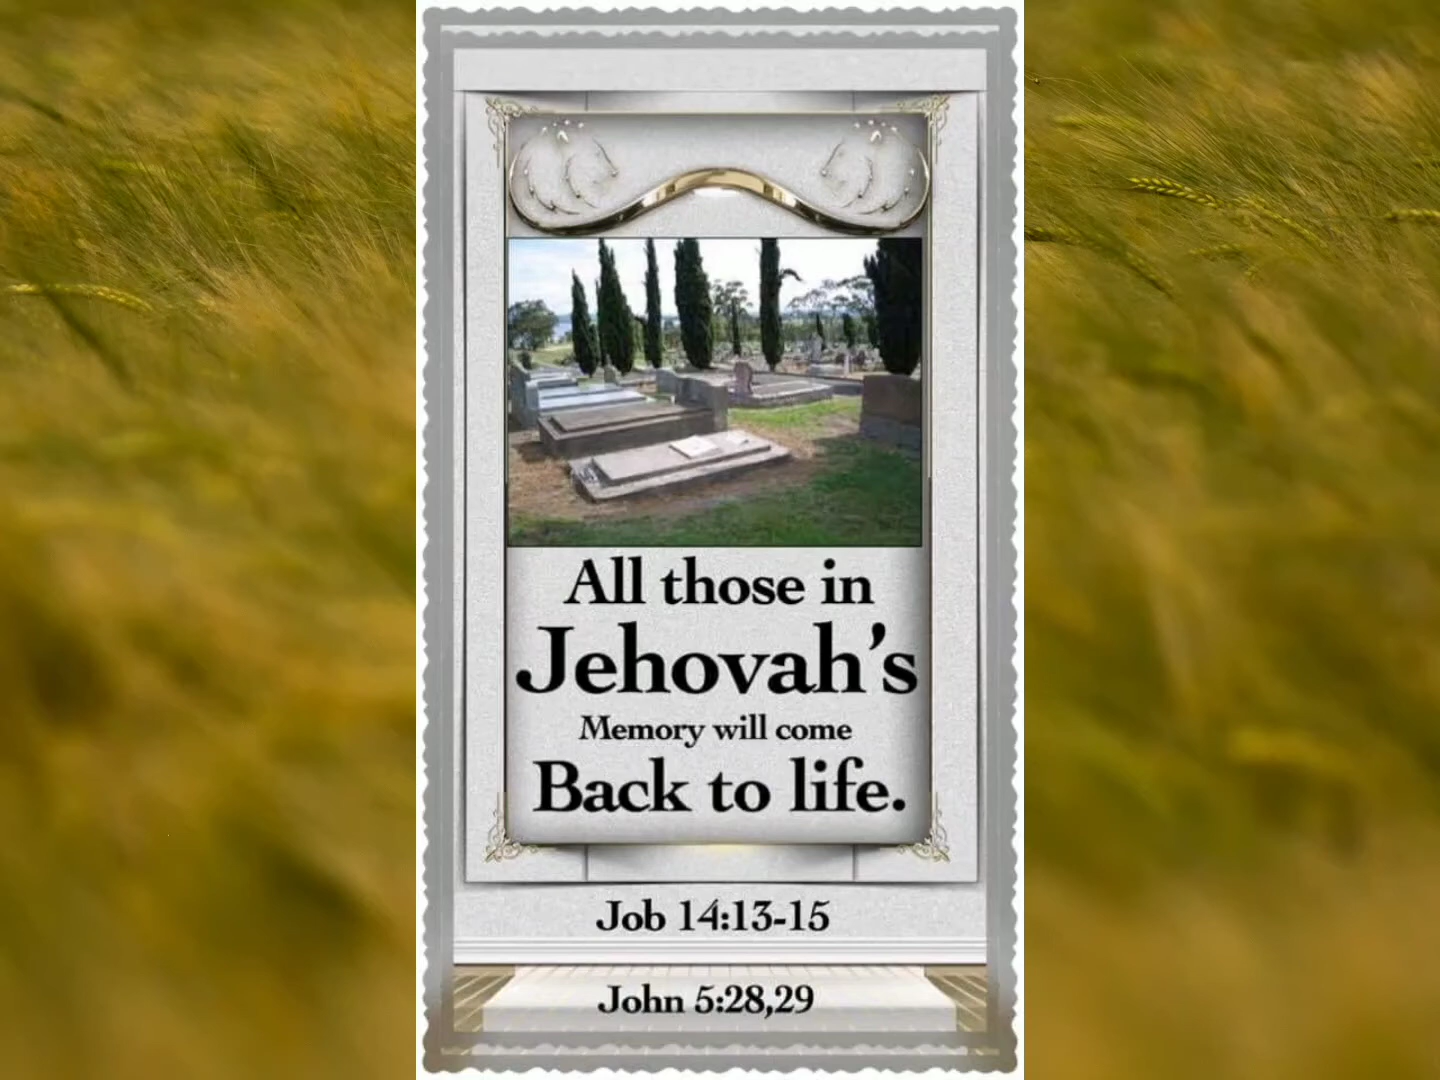 All those in
Jehovah's
Memory will come
Back to life.
Job 14:13-15
John 5:28,29